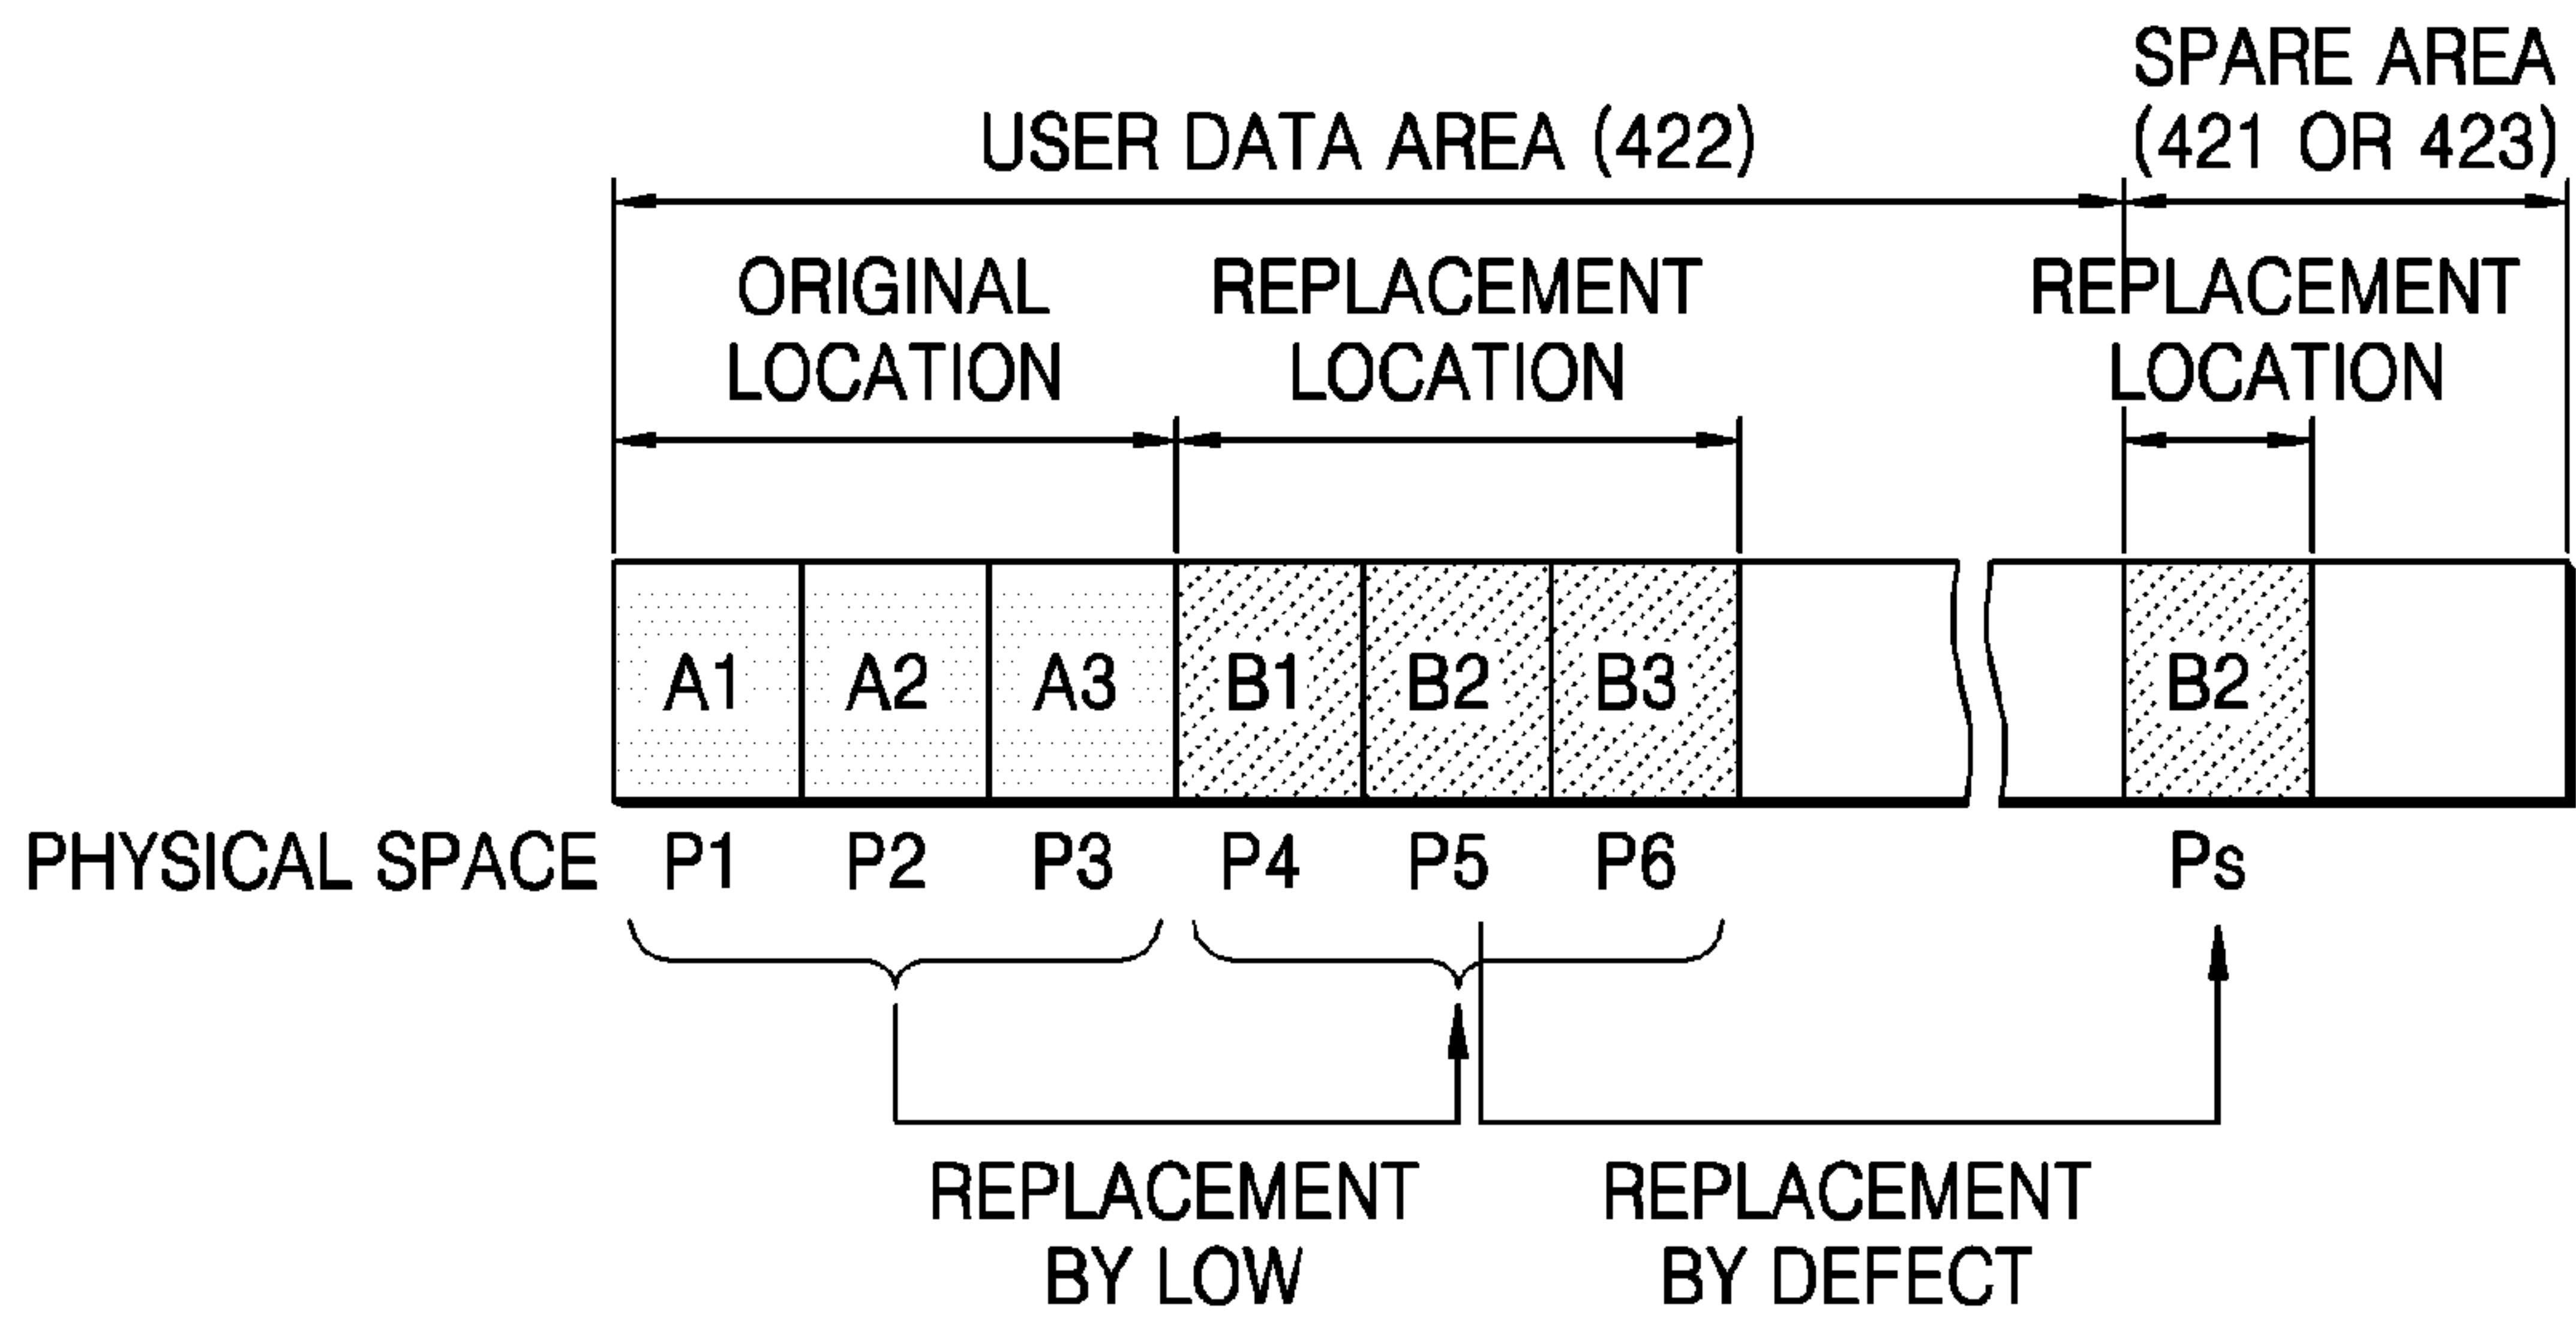 SPARE AREA
USER DATA AREA (422) (421 OR 423)
ORIGINAL REPLACEMENT REPLACEMENT
LOCATION LOCATION LOCATION
A1 A2 A3 B1 B2 B3 B2
PHYSICAL SPACE P1 P2 P3 P4 P5 P6 Ps
REPLACEMENT REPLACEMENT
BY LOW BY DEFECT